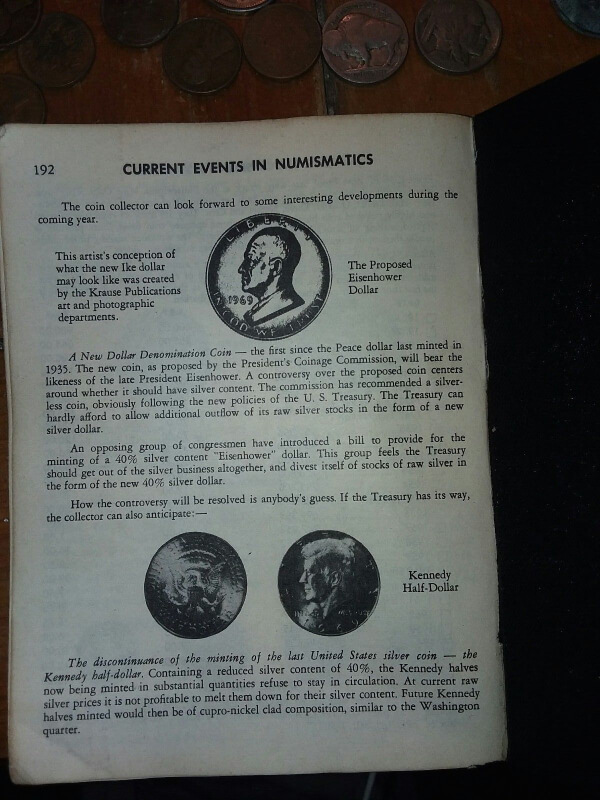 192
CURRENT EVENTS IN NUMISMATICS
The coin collector can look forward to some interesting developments during the
coming year.
This artist's conception of
what the new Ike dollar
may look like was created
by the Krause Publications
art and photographic
departments.
LIBERTY
1969
IN GOD WE TRUST
The Proposed
Eisenhower
Dollar
A New Dollar Denomination Coin — the first since the Peace dollar last minted in
1935. The new coin, as proposed by the President's Coinage Commission, will bear the
likeness of the late President Eisenhower. A controversy over the proposed coin centers
around whether it should have silver content. The commission has recommended a silver-
less coin, obviously following the new policies of the U. S. Treasury. The Treasury can
hardly afford to allow additional outflow of its raw silver stocks in the form of a new
silver dollar.
An opposing group of congressmen have introduced a bill to provide for the
minting of a 40% silver content "Eisenhower" dollar. This group feels the Treasury
should get out of the silver business altogether, and divest itself of stocks of raw silver in
the form of the new 40% silver dollar.
How the controversy will be resolved is anybody's guess. If the Treasury has its way,
the collector can also anticipate:—
Kennedy
Half-Dollar
The discontinuance of the minting of the last United States silver coin — the
Kennedy half-dollar. Containing a reduced silver content of 40%, the Kennedy halves
now being minted in substantial quantities refuse to stay in circulation. At current raw
silver prices it is not profitable to melt them down for their silver content. Future Kennedy
halves minted would then be of cupro-nickel clad composition, similar to the Washington
quarter.